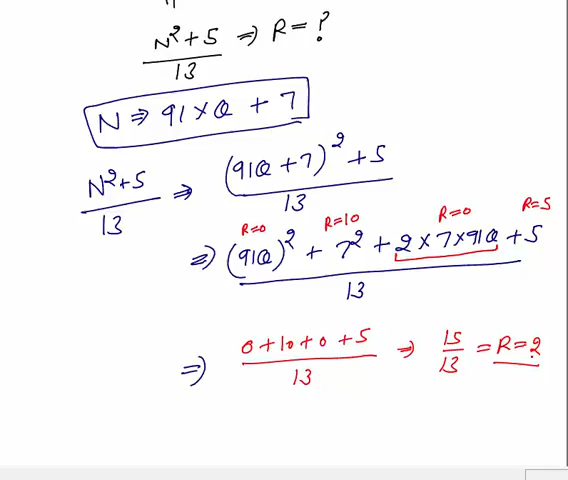 N²+5 / 13 ⇒ R = ?
N ⇒ 91×Q + 7
N²+5 / 13 ⇒ (91Q + 7)² + 5 / 13
R=0 R=10 R=0 R=5
⇒ (91Q)² + 7² + 2×7×91Q + 5 / 13
⇒ 0+10+0+5 / 13 ⇒ 15/13 = R=2